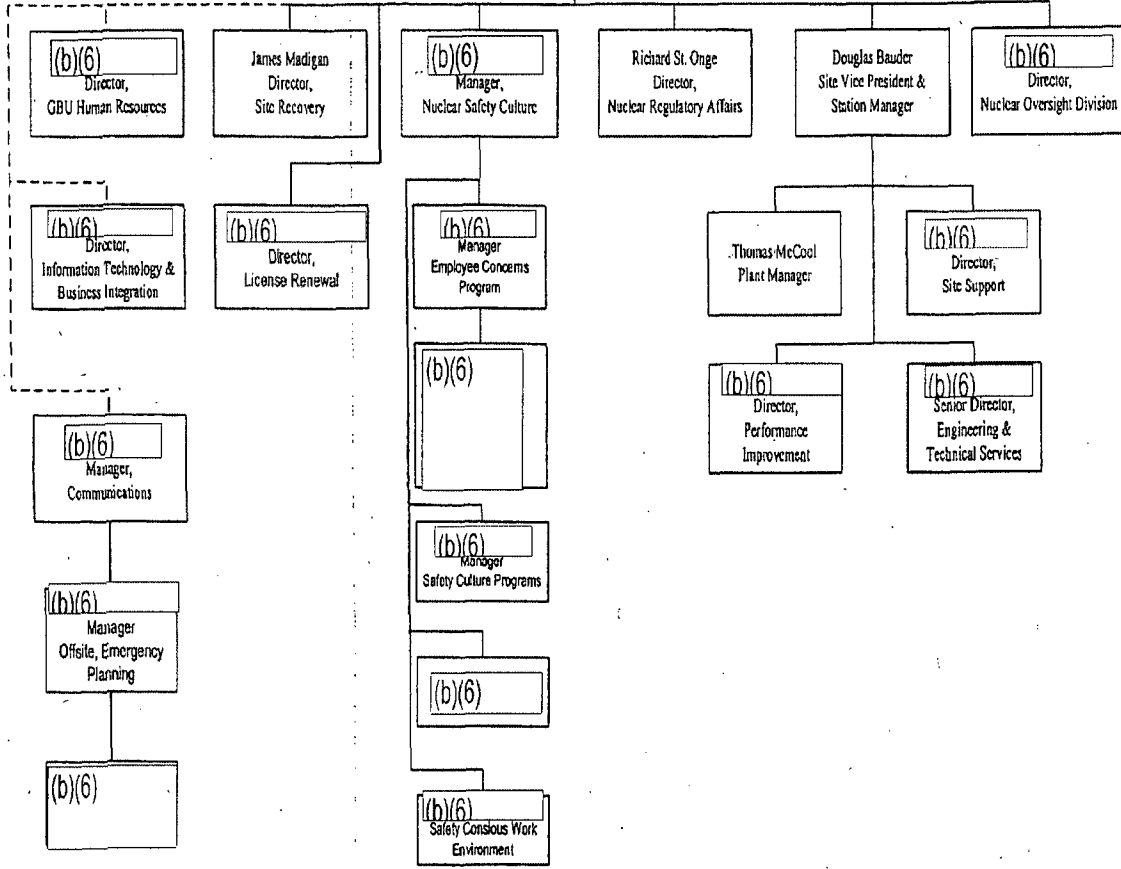 (b)(6)
Director,
GBU Human Resources
James Madigan
Director,
Site Recovery
(b)(6)
Manager,
Nuclear Safety Culture
Richard St. Onge
Director,
Nuclear Regulatory Affairs
Douglas Bauder
Site Vice President &
Station Manager
(b)(6)
Director,
Nuclear Oversight Division
(b)(6)
Director,
Information Technology &
Business Integration
(b)(6)
Director,
License Renewal
(b)(6)
Manager
Employee Concerns
Program
Thomas McCool
Plant Manager
(b)(6)
Director,
Site Support
(b)(6)
(b)(6)
Director,
Performance
Improvement
(b)(6)
Senior Director,
Engineering &
Technical Services
(b)(6)
Manager,
Communications
(b)(6)
Manager
Safety Culture Programs
(b)(6)
Manager
Offsite, Emergency
Planning
(b)(6)
(b)(6)
(b)(6)
Safety Consious Work
Environment